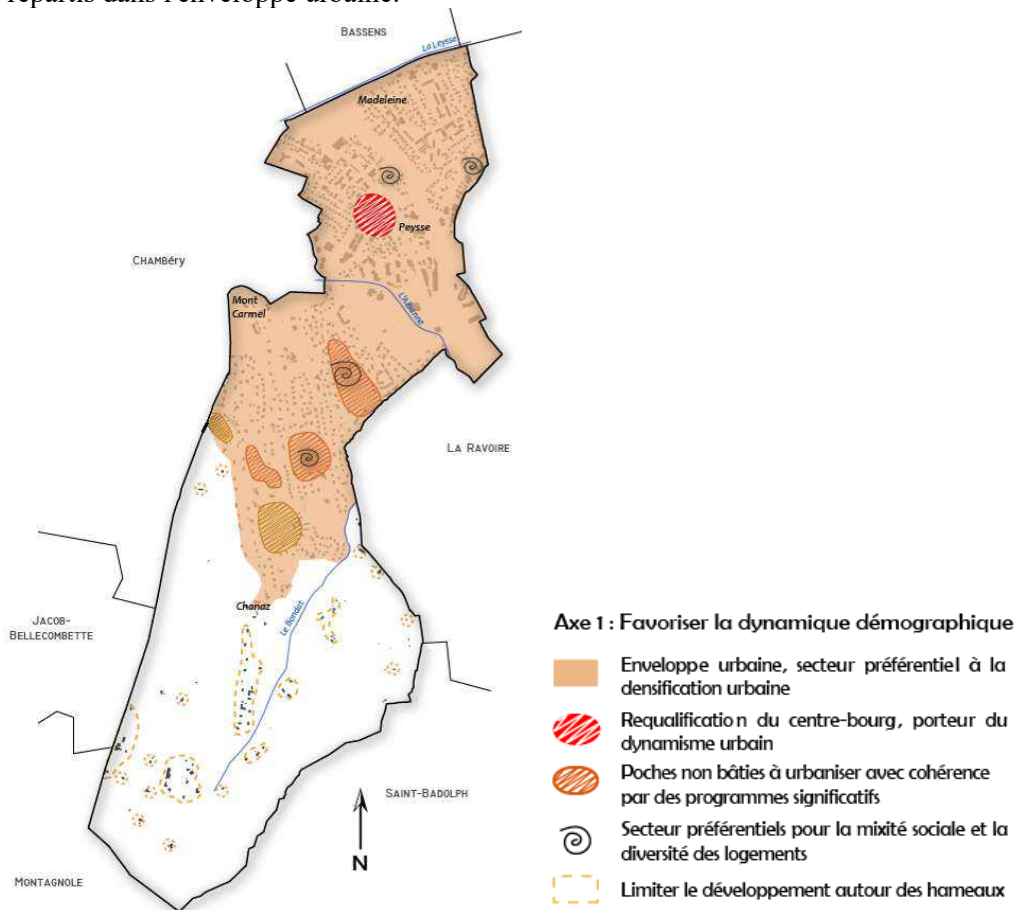 répartis dans l'enveloppe urbaine.
BASSENS
La Leysse
Madeleine
Peysse
CHAMBéry
Mont
Carmel
L'Albanne
LA RAVOIRE
Chanaz
Le Bondat
JACOB-
BELLECOMBETTE
SAINT-BADOLPH
N
MONTAGNOLE
Axe 1 : Favoriser la dynamique démographique
Enveloppe urbaine, secteur préférentiel à la
densification urbaine
Requalification du centre-bourg, porteur du
dynamisme urbain
Poches non bâties à urbaniser avec cohérence
par des programmes significatifs
Secteur préférentiels pour la mixité sociale et la
diversité des logements
Limiter le développement autour des hameaux